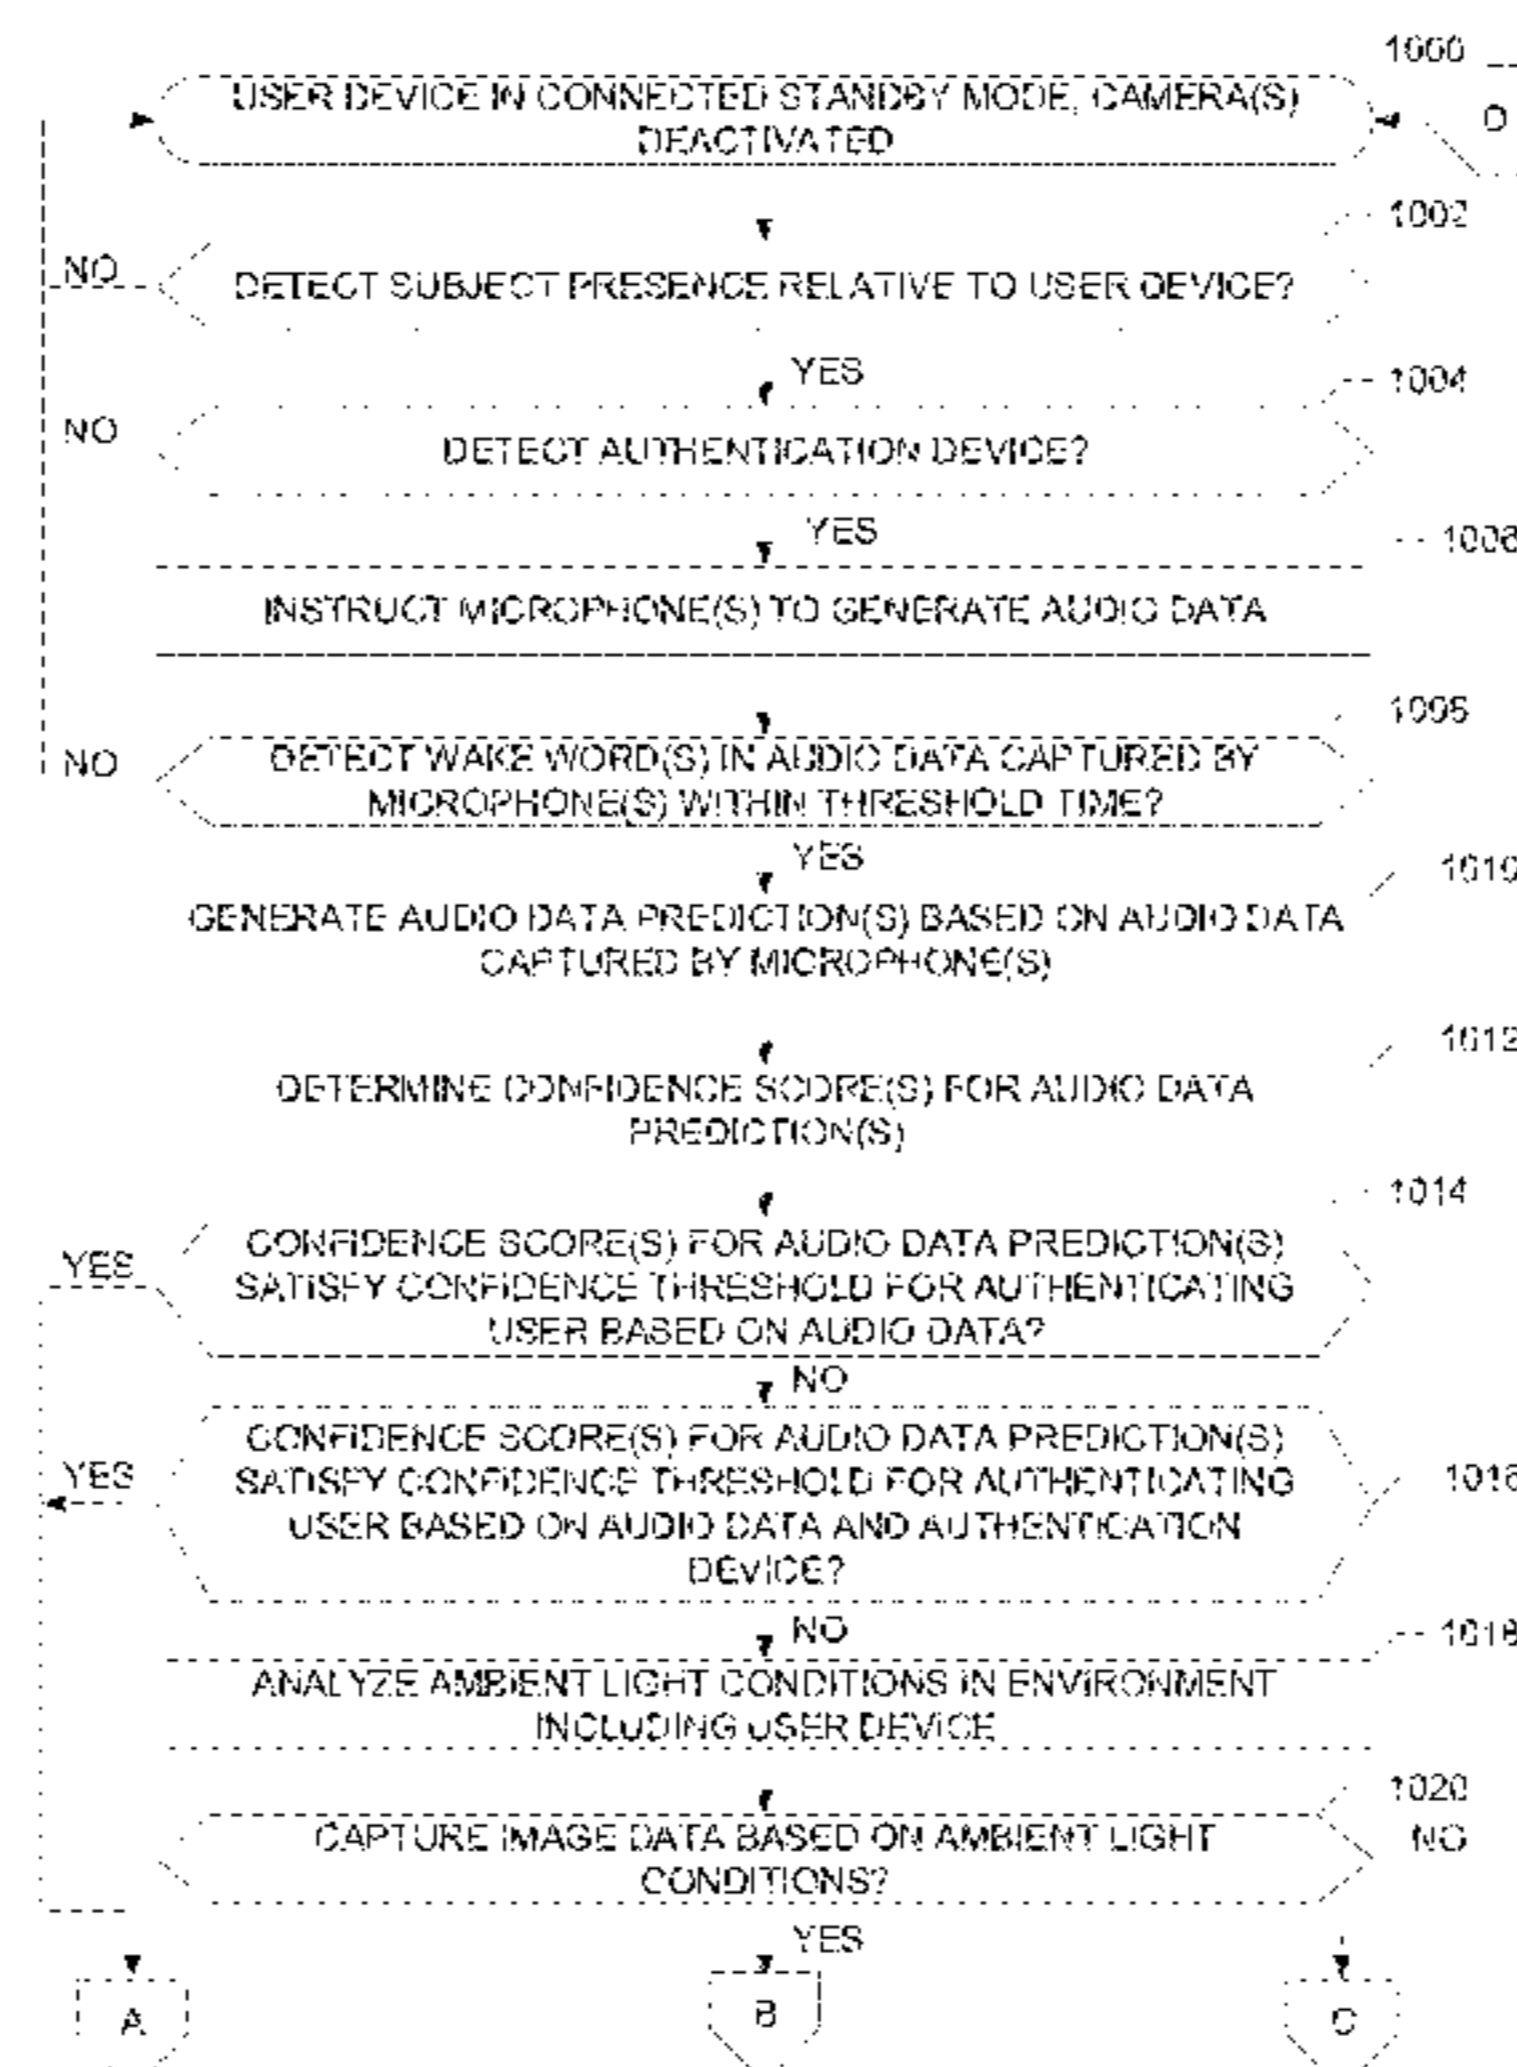 1000
USER DEVICE IN CONNECTED STANDBY MODE, CAMERA(S)
DEACTIVATED
D
1002
NO
DETECT SUBJECT PRESENCE RELATIVE TO USER DEVICE?
YES
1004
NO
DETECT AUTHENTICATION DEVICE?
YES
1006
INSTRUCT MICROPHONE(S) TO GENERATE AUDIO DATA
1008
NO
DETECT WAKE WORD(S) IN AUDIO DATA CAPTURED BY
MICROPHONE(S) WITHIN THRESHOLD TIME?
YES
1010
GENERATE AUDIO DATA PREDICTION(S) BASED ON AUDIO DATA
CAPTURED BY MICROPHONE(S)
1012
DETERMINE CONFIDENCE SCORE(S) FOR AUDIO DATA
PREDICTION(S)
1014
YES
CONFIDENCE SCORE(S) FOR AUDIO DATA PREDICTION(S)
SATISFY CONFIDENCE THRESHOLD FOR AUTHENTICATING
USER BASED ON AUDIO DATA?
NO
YES
CONFIDENCE SCORE(S) FOR AUDIO DATA PREDICTION(S)
SATISFY CONFIDENCE THRESHOLD FOR AUTHENTICATING
1016
USER BASED ON AUDIO DATA AND AUTHENTICATION
DEVICE?
NO
1018
ANALYZE AMBIENT LIGHT CONDITIONS IN ENVIRONMENT
INCLUDING USER DEVICE
1020
CAPTURE IMAGE DATA BASED ON AMBIENT LIGHT
CONDITIONS?
NO
YES
A
B
C